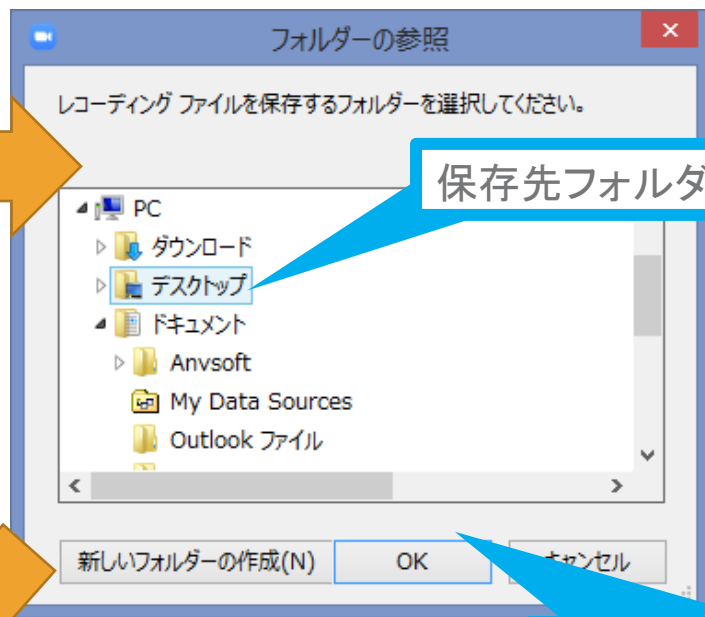 フォルダーの参照
レコーディング ファイルを保存するフォルダーを選択してください。
保存先フォルダ
PC
ダウンロード
デスクトップ
ドキュメント
Anvsoft
My Data Sources
Outlook ファイル
新しいフォルダーの作成(N)
OK
キャンセル